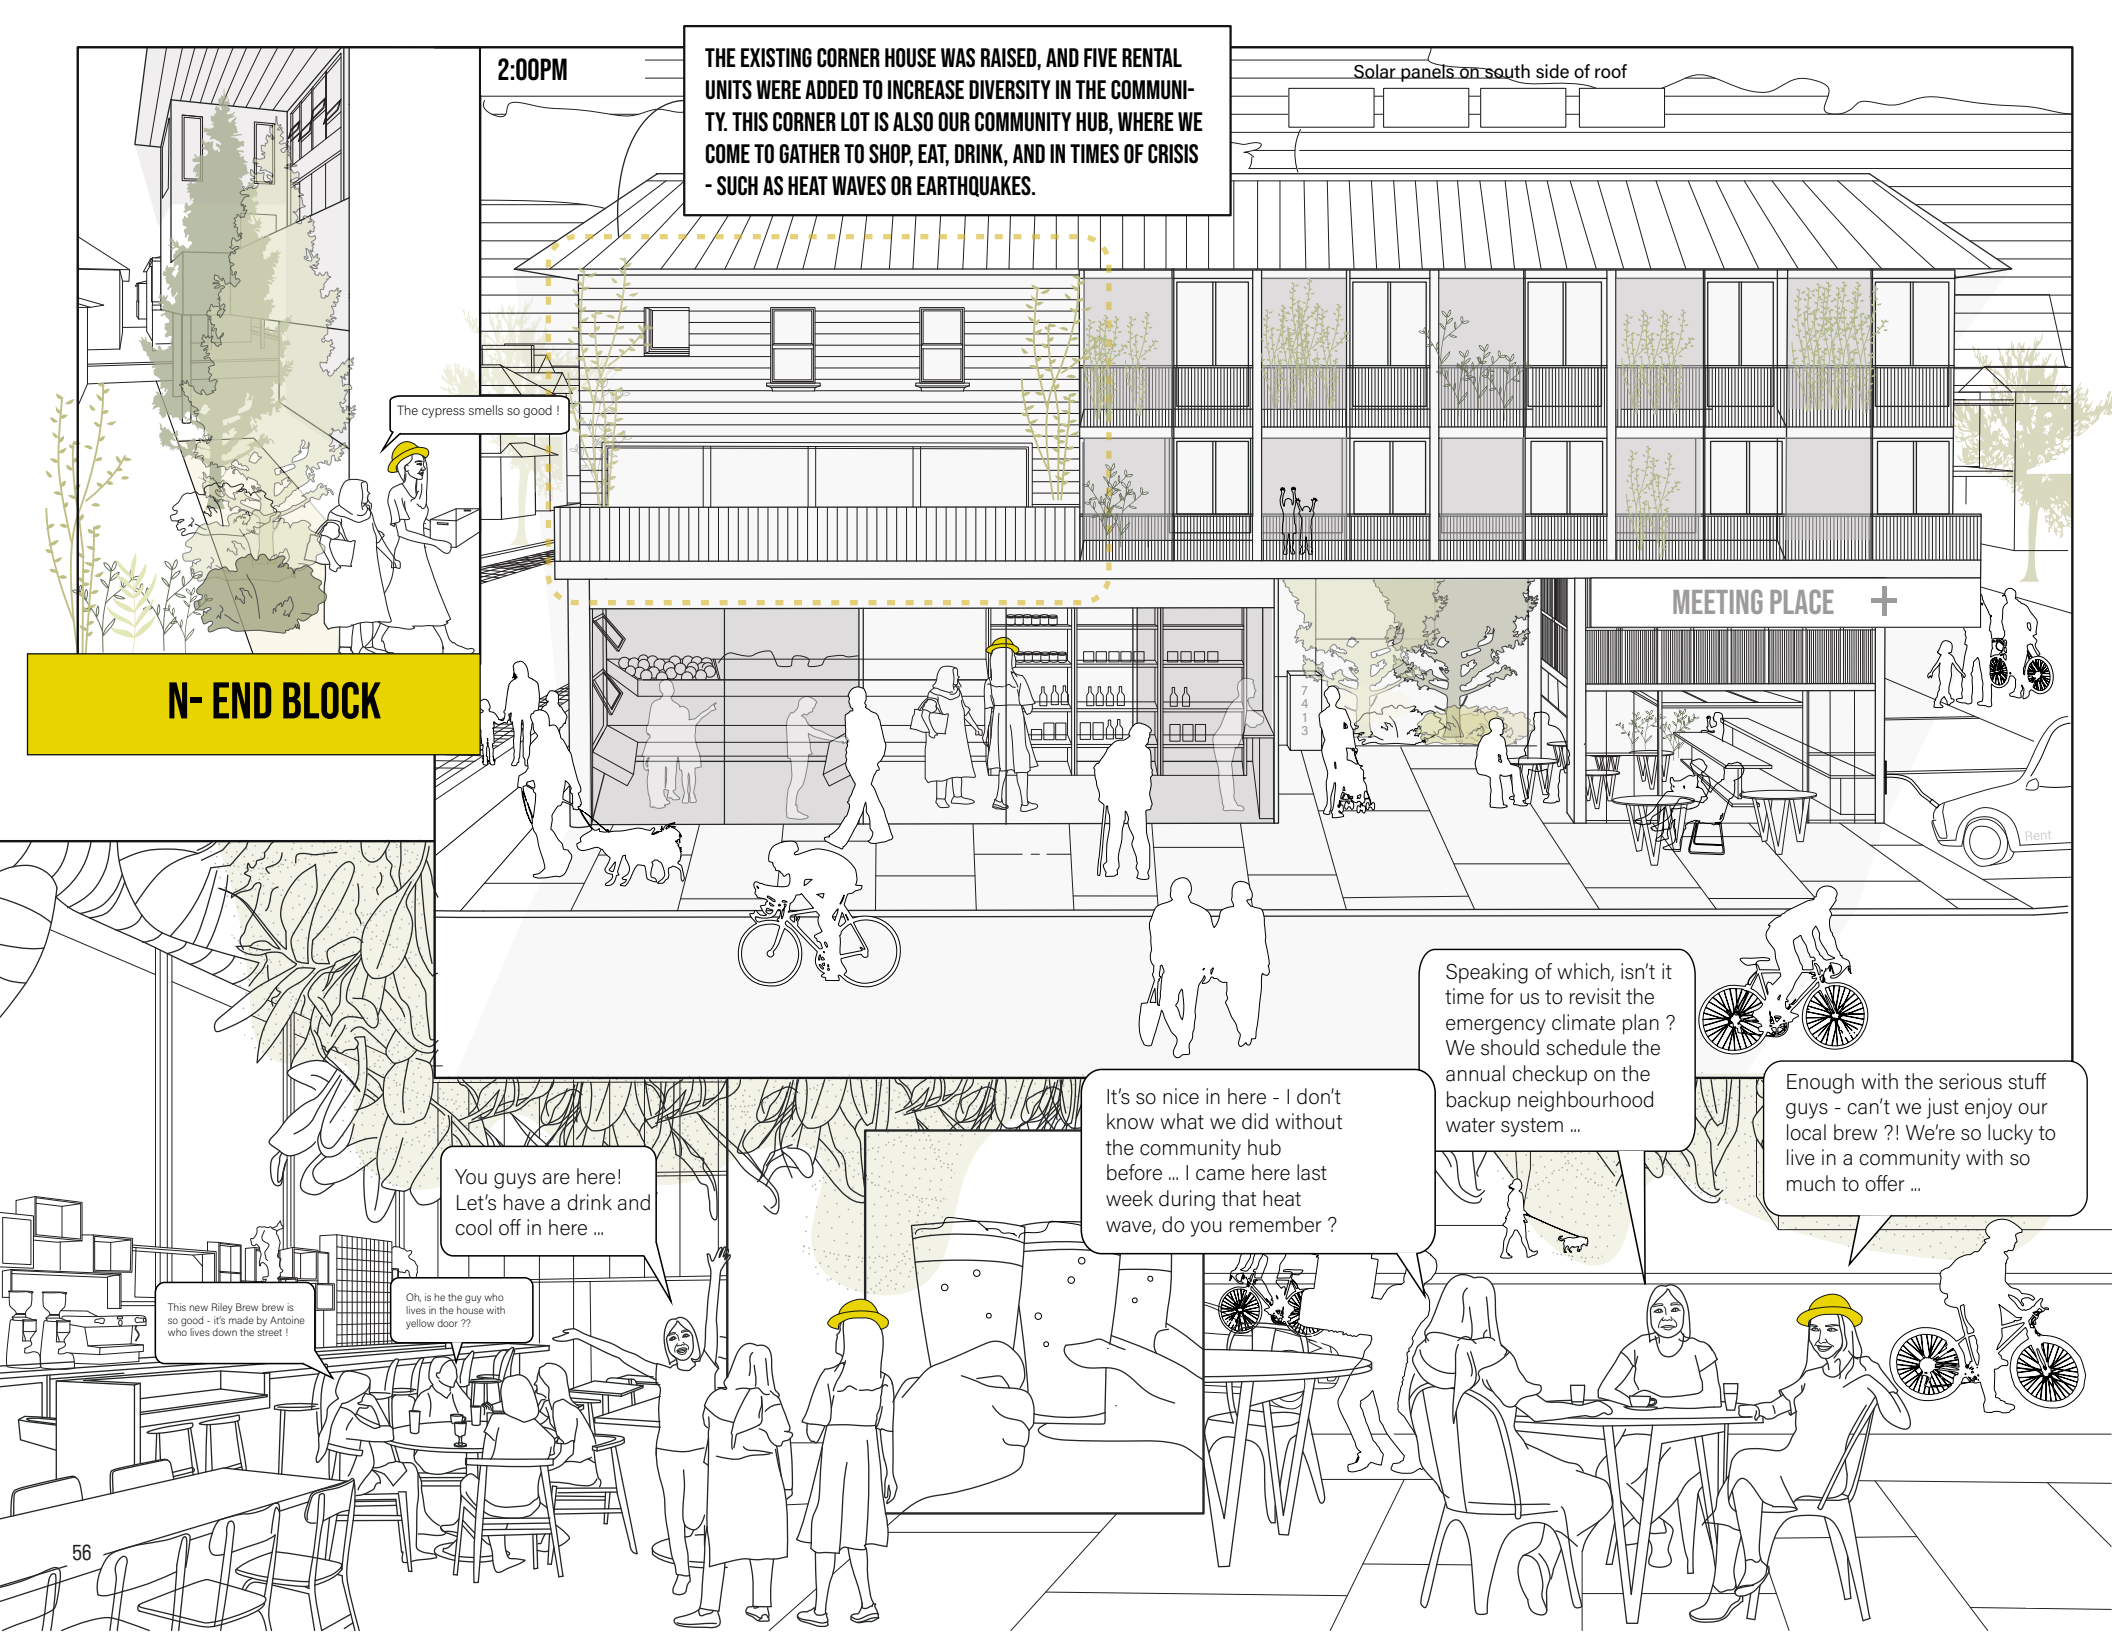 2:00PM
THE EXISTING CORNER HOUSE WAS RAISED, AND FIVE RENTAL
UNITS WERE ADDED TO INCREASE DIVERSITY IN THE COMMUNI-
TY. THIS CORNER LOT IS ALSO OUR COMMUNITY HUB, WHERE WE
COME TO GATHER TO SHOP, EAT, DRINK, AND IN TIMES OF CRISIS
- SUCH AS HEAT WAVES OR EARTHQUAKES.
Solar panels on south side of roof
The cypress smells so good !
N- END BLOCK
MEETING PLACE +
7
4
1
3
Rent
You guys are here!
Let's have a drink and
cool off in here ...
This new Riley Brew brew is
so good - it's made by Antoine
who lives down the street !
Oh, is he the guy who
lives in the house with
yellow door ??
It's so nice in here - I don't
know what we did without
the community hub
before ... I came here last
week during that heat
wave, do you remember ?
Speaking of which, isn't it
time for us to revisit the
emergency climate plan ?
We should schedule the
annual checkup on the
backup neighbourhood
water system ...
Enough with the serious stuff
guys - can't we just enjoy our
local brew ?! We're so lucky to
live in a community with so
much to offer ...
56